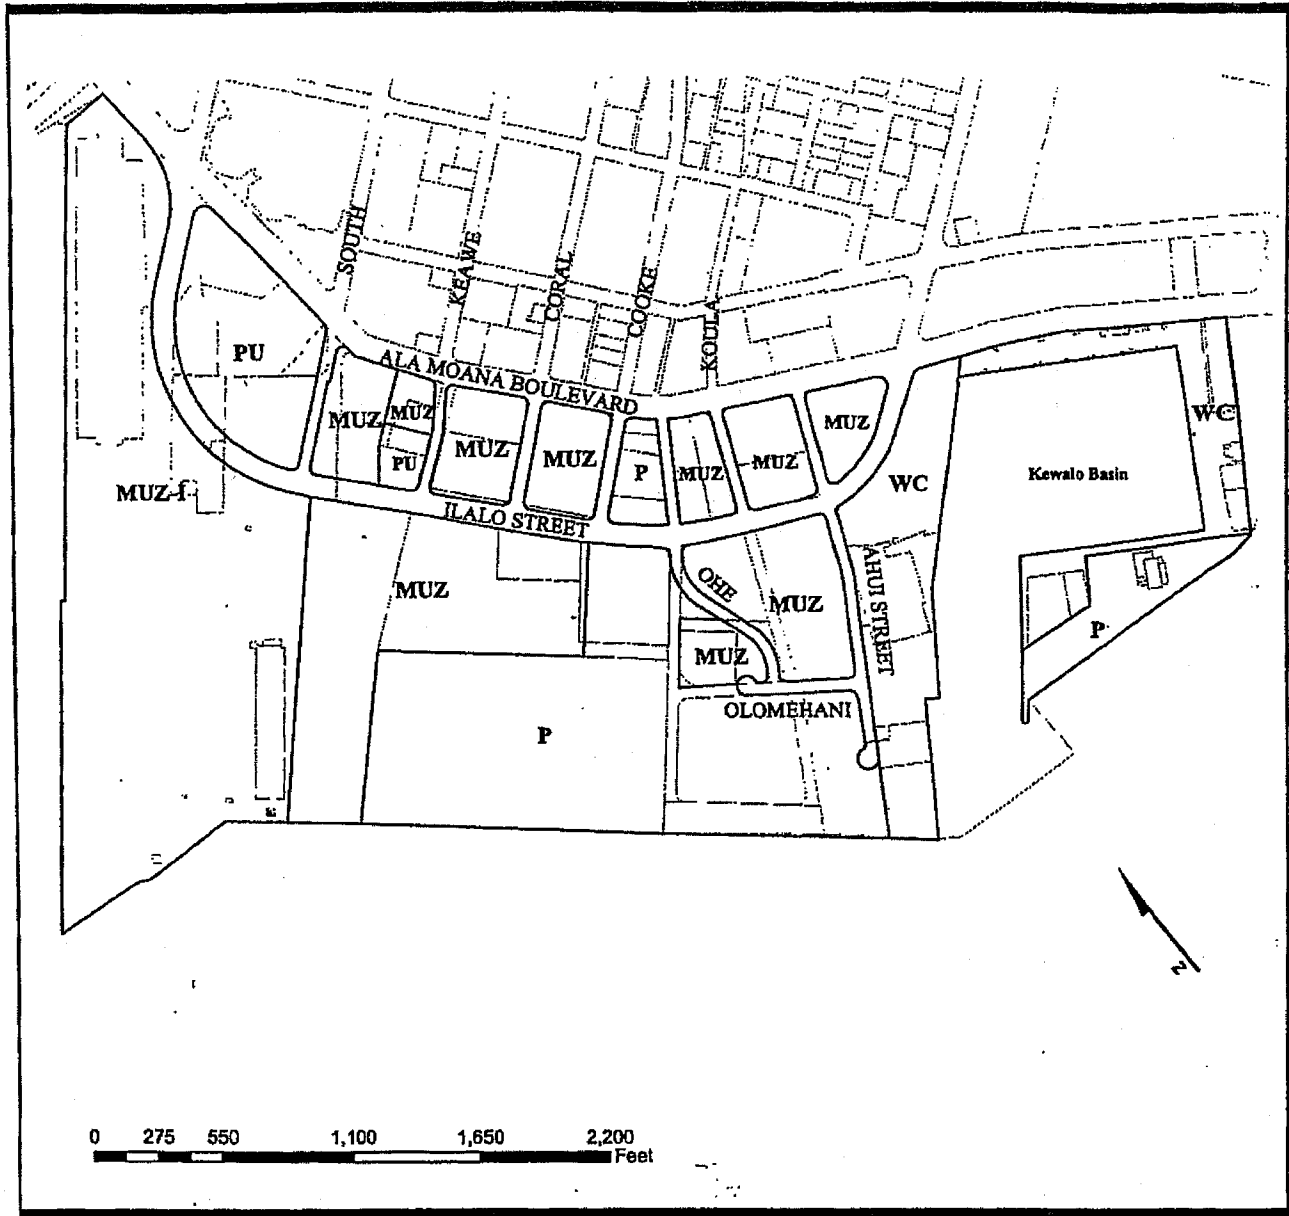 SOUTH
KEAWE
CORAL
COOKE
KOULA
ALA MOANA BOULEVARD
PU
MUZ
MUZ
PU
MUZ
MUZ
P
MUZ
MUZ
MUZ
WC
WC
Kewalo Basin
MUZ-f
ILALO STREET
MUZ
OHE
MUZ
AHUI STREET
P
MUZ
OLOMEHANI
P
N
0 275 550 1,100 1,650 2,200
Feet